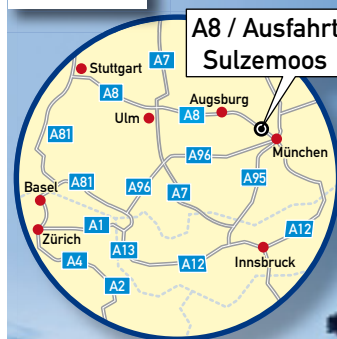 A8 / Ausfahrt
Sulzemoos
Stuttgart
A7
A8
Augsburg
Ulm
A8
A81
München
A96
Basel
A81
A96
A7
A95
Zürich
A1
A12
A4
A13
A12
Innsbruck
A2